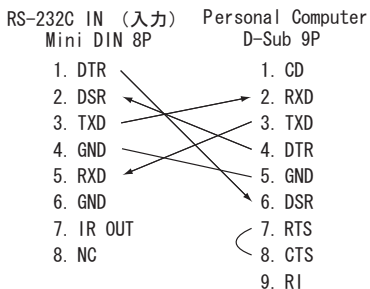 RS-232C IN （入力） Personal Computer
Mini DIN 8P D-Sub 9P
1. DTR 1. CD
2. DSR 2. RXD
3. TXD 3. TXD
4. GND 4. DTR
5. RXD 5. GND
6. GND 6. DSR
7. IR OUT 7. RTS
8. NC 8. CTS
9. RI